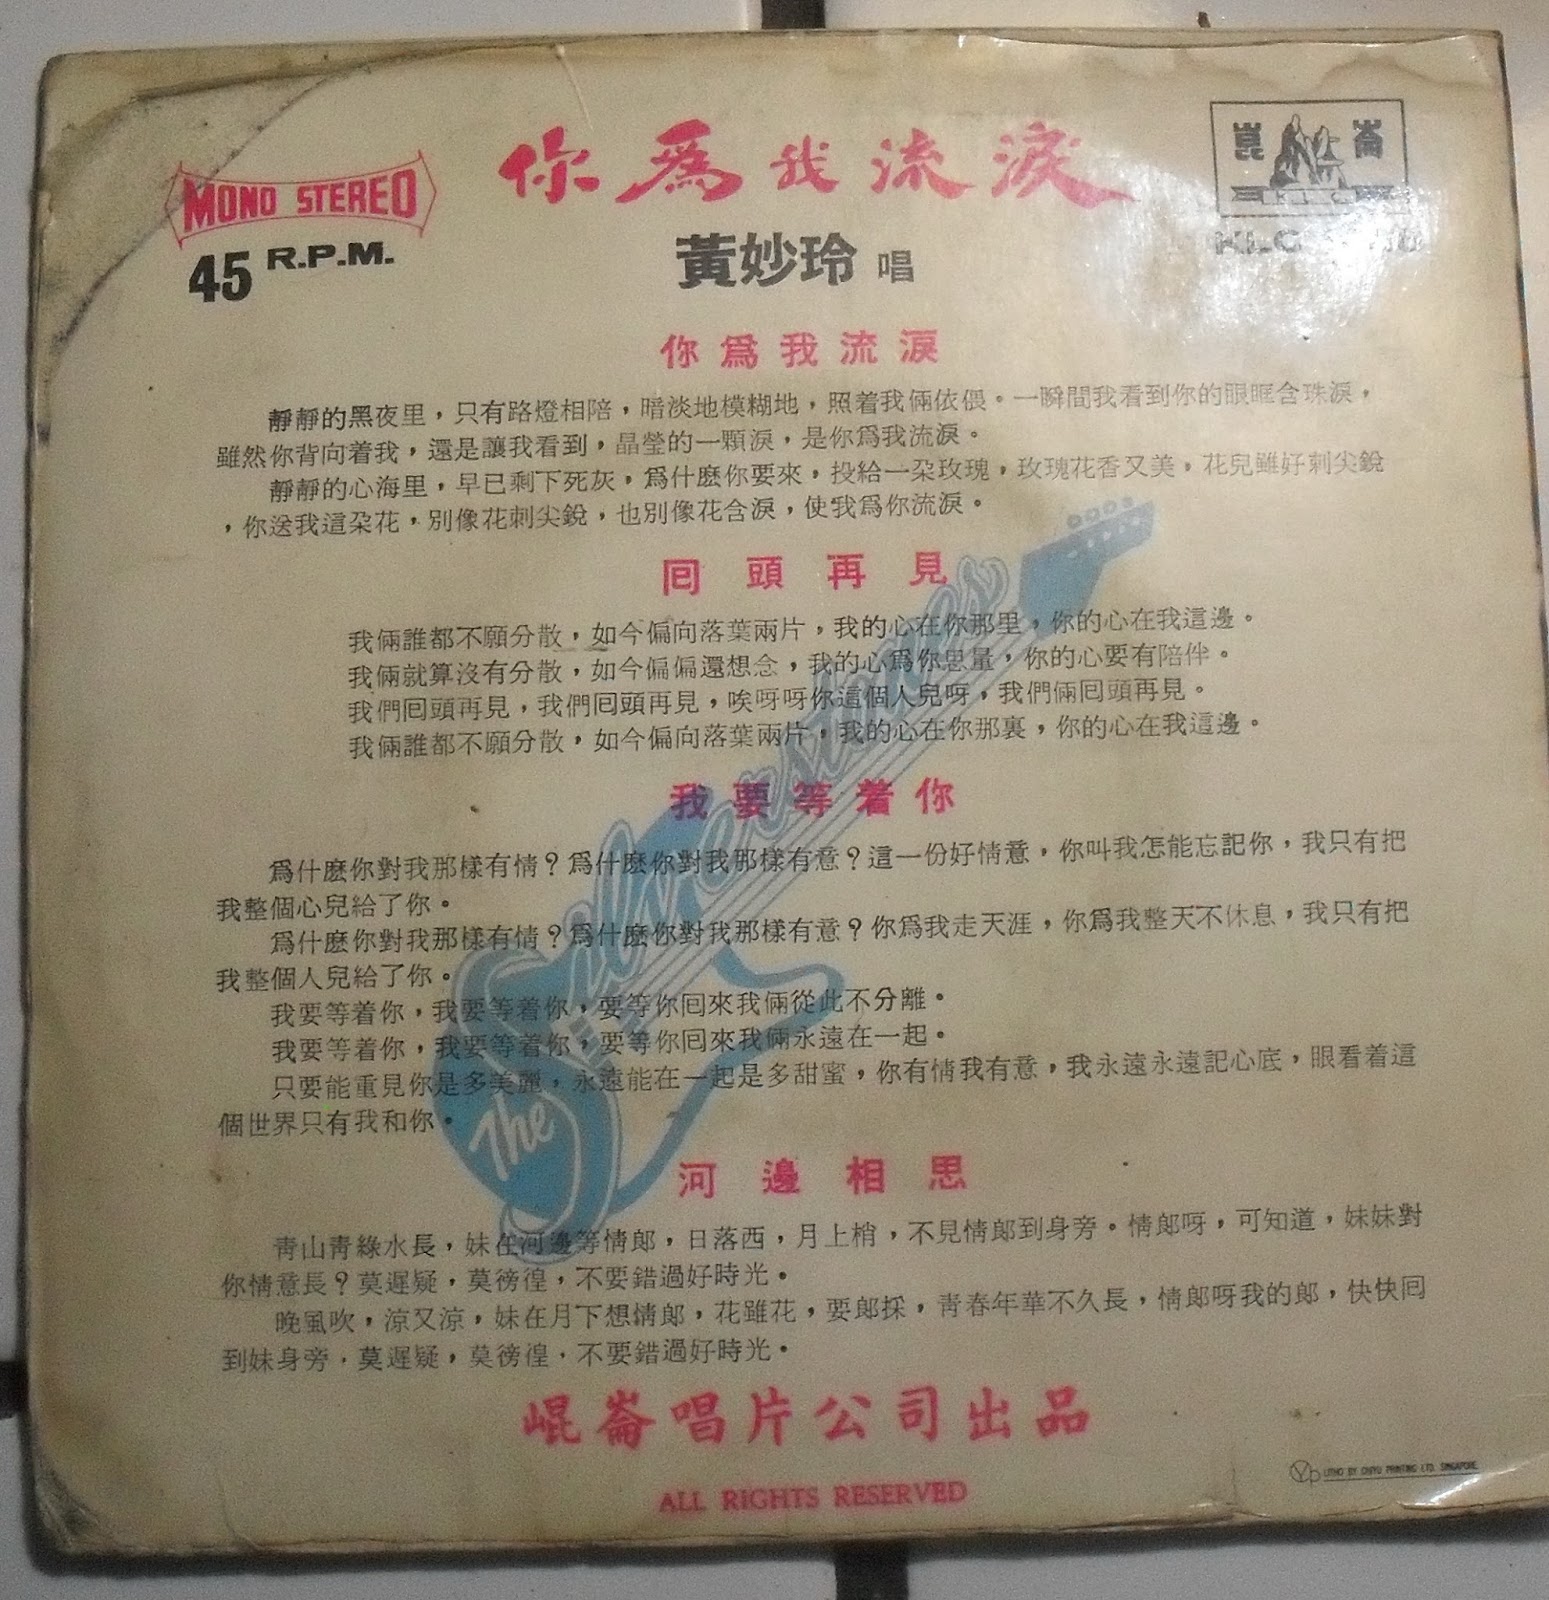 你爲我流淚
崑崙
MONO STEREO
45 R.P.M.
黃妙玲 唱
你爲我流淚
靜靜的黑夜里，只有路燈相陪，暗淡地模糊地，照着我倆依偎。一瞬間我看到你的眼眶含珠淚，
雖然你背向着我，還是讓我看到，晶瑩的一顆淚，是你爲我流淚。
靜靜的心海里，早已剩下死灰，爲什麽你要來，投給一朶玫瑰，玫瑰花香又美，花兒雖好刺尖銳
，你送我這朶花，別像花刺尖銳，也別像花含淚，使我爲你流淚。
囘頭再見
我倆誰都不願分散，如今偏向落葉兩片，我的心在你那里，你的心在我這邊。
我倆就算沒有分散，如今偏偏還想念，我的心爲你思量，你的心要有陪伴。
我們囘頭再見，我們囘頭再見，唉呀呀你這個人兒呀，我們倆囘頭再見。
我倆誰都不願分散，如今偏向落葉兩片，我的心在你那裏，你的心在我這邊。
我要等着你
爲什麽你對我那樣有情？爲什麽你對我那樣有意？這一份好情意，你叫我怎能忘記你，我只有把
我整個心兒給了你。
爲什麽你對我那樣有情？爲什麽你對我那樣有意？你爲我走天涯，你爲我整天不休息，我只有把
我整個人兒給了你。
我要等着你，我要等着你，要等你囘來我倆從此不分離。
我要等着你，我要等着你，要等你囘來我倆永遠在一起。
只要能重見你是多美麗，永遠能在一起是多甜蜜，你有情我有意，我永遠永遠記心底，眼看着這
個世界只有我和你。
The Silverstones
河邊相思
靑山靑綠水長，妹在河邊等情郞，日落西，月上梢，不見情郞到身旁。情郞呀，可知道，妹妹對
你情意長？莫遲疑，莫徬徨，不要錯過好時光。
晚風吹，涼又涼，妹在月下想情郞，花雖花，要郞採，靑春年華不久長，情郞呀我的郞，快快囘
到妹身旁，莫遲疑，莫徬徨，不要錯過好時光。
崐崙唱片公司出品
ALL RIGHTS RESERVED
LITHO BY CHIYU PRINTING LTD. SINGAPORE.